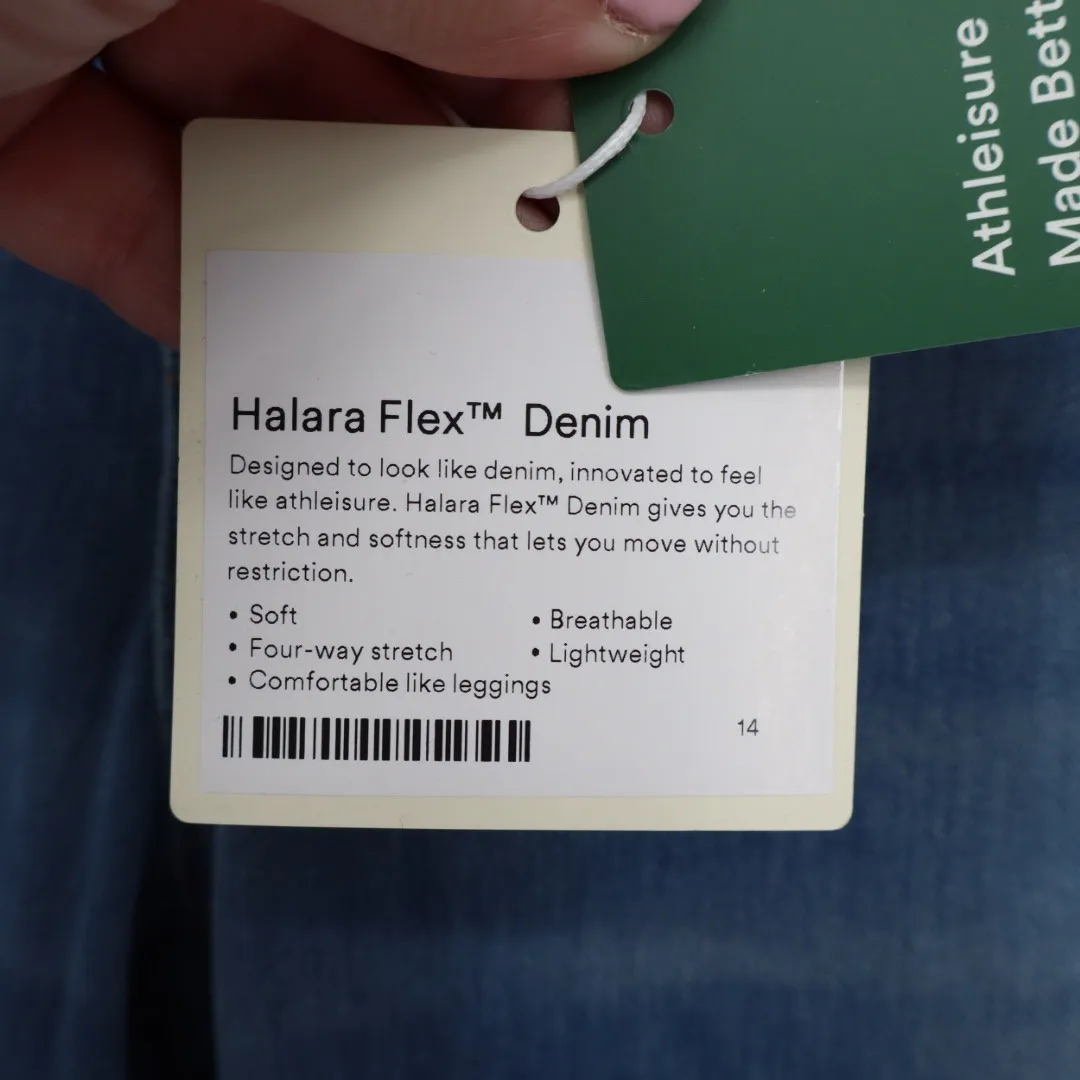 Athleisure
Made
Halara Flex™ Denim
Designed to look like denim, innovated to feel
like athleisure. Halara Flex™ Denim gives you the
stretch and softness that lets you move without
restriction.
• Soft
• Breathable
• Four-way stretch
• Lightweight
• Comfortable like leggings
14